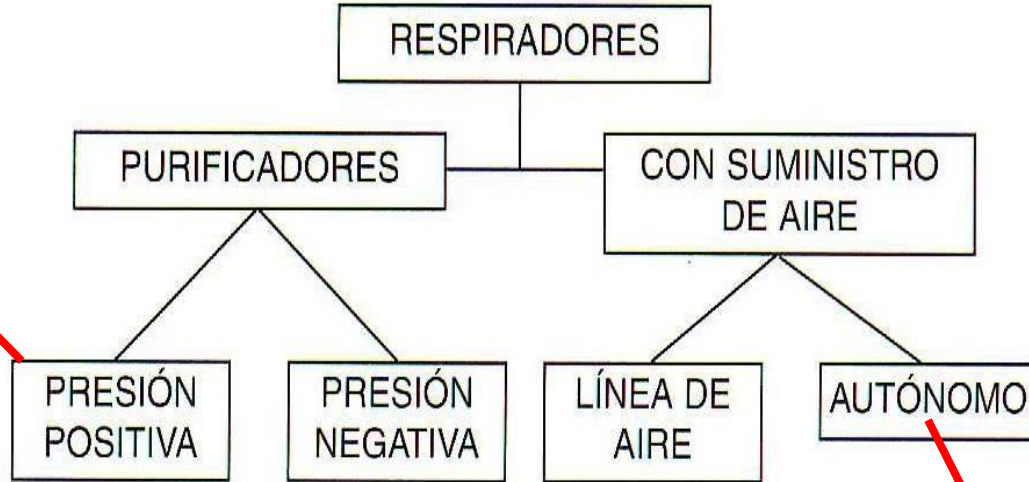 RESPIRADORES
PURIFICADORES
CON SUMINISTRO
DE AIRE
PRESIÓN
POSITIVA
PRESIÓN
NEGATIVA
LÍNEA DE
AIRE
AUTÓNOMO